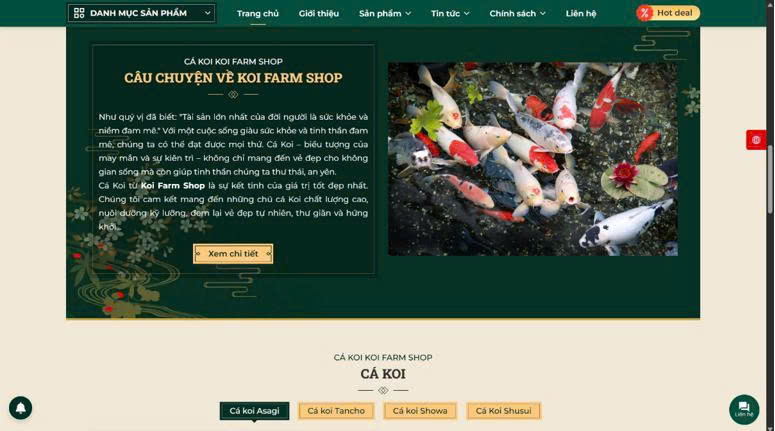 DANH MỤC SẢN PHẨM
Trang chủ
Giới thiệu
Sản phẩm
Tin tức
Chính sách
Liên hệ
Hot deal
CÁ KOI KOI FARM SHOP
CÂU CHUYỆN VỀ KOI FARM SHOP
Như quý vị đã biết: "Tài sản lớn nhất của đời người là sức khỏe và
niềm đam mê." Với một cuộc sống giàu sức khỏe và tinh thần đam
mê, chúng ta có thể đạt được mọi thứ. Cá Koi – biểu tượng của
may mắn và sự kiên trì – không chỉ mang đến vẻ đẹp cho không
gian sống mà còn giúp tinh thần chúng ta thư thái, an yên.
Cá Koi từ Koi Farm Shop là sự kết tinh của giá trị tốt đẹp nhất.
Chúng tôi cam kết mang đến những chú cá Koi chất lượng cao,
nuôi dưỡng kỹ lưỡng, đem lại vẻ đẹp tự nhiên, thư giãn và hứng
khởi...
Xem chi tiết
CÁ KOI KOI FARM SHOP
CÁ KOI
Cá koi Asagi
Cá koi Tancho
Cá koi Showa
Cá Koi Shusui
Liên hệ